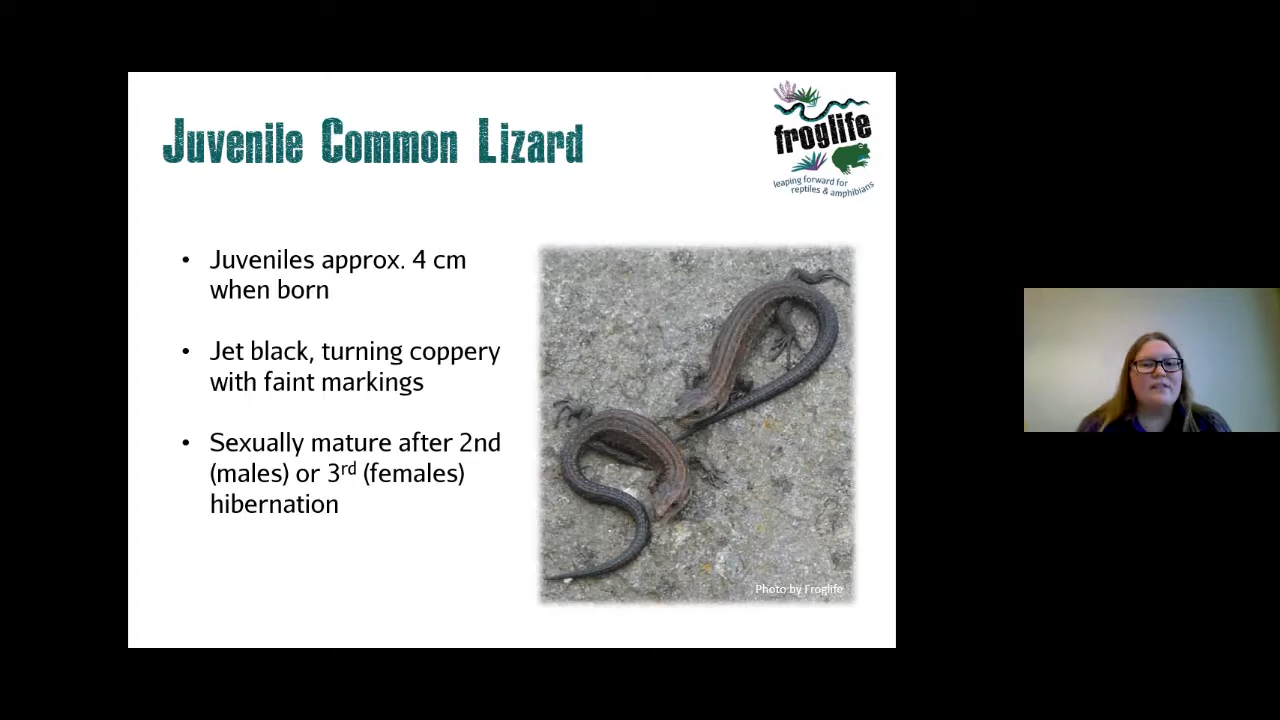 Juvenile Common Lizard
froglife
leaping forward for
reptiles & amphibians
• Juveniles approx. 4 cm
when born
• Jet black, turning coppery
with faint markings
• Sexually mature after 2nd
(males) or 3rd (females)
hibernation
Photo by Froglife